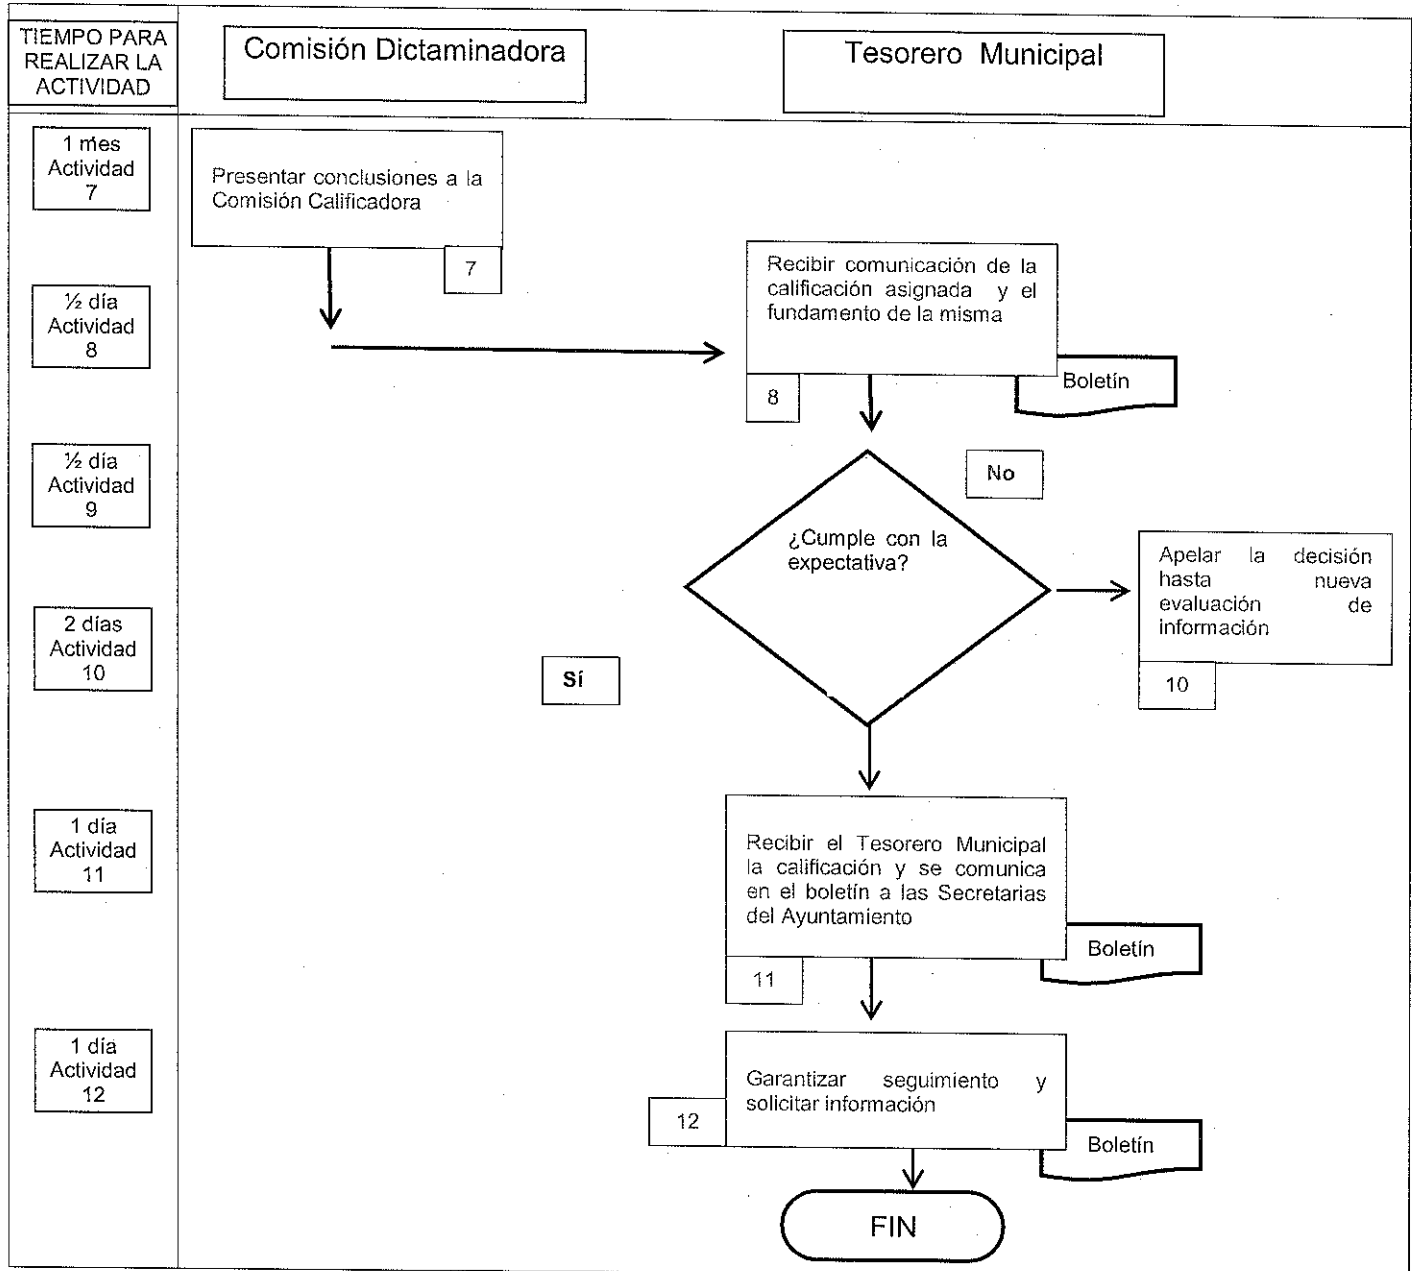 TIEMPO PARA
REALIZAR LA
ACTIVIDAD
Comisión Dictaminadora
Tesorero Municipal
1 mes
Actividad
7
Presentar conclusiones a la
Comisión Calificadora
7
½ día
Actividad
8
Recibir comunicación de la
calificación asignada y el
fundamento de la misma
8
Boletín
½ día
Actividad
9
No
¿Cumple con la
expectativa?
Apelar la decisión
hasta nueva
evaluación de
información
10
2 días
Actividad
10
Sí
1 día
Actividad
11
Recibir el Tesorero Municipal
la calificación y se comunica
en el boletín a las Secretarias
del Ayuntamiento
11
Boletín
1 día
Actividad
12
Garantizar seguimiento y
solicitar información
12
Boletín
FIN